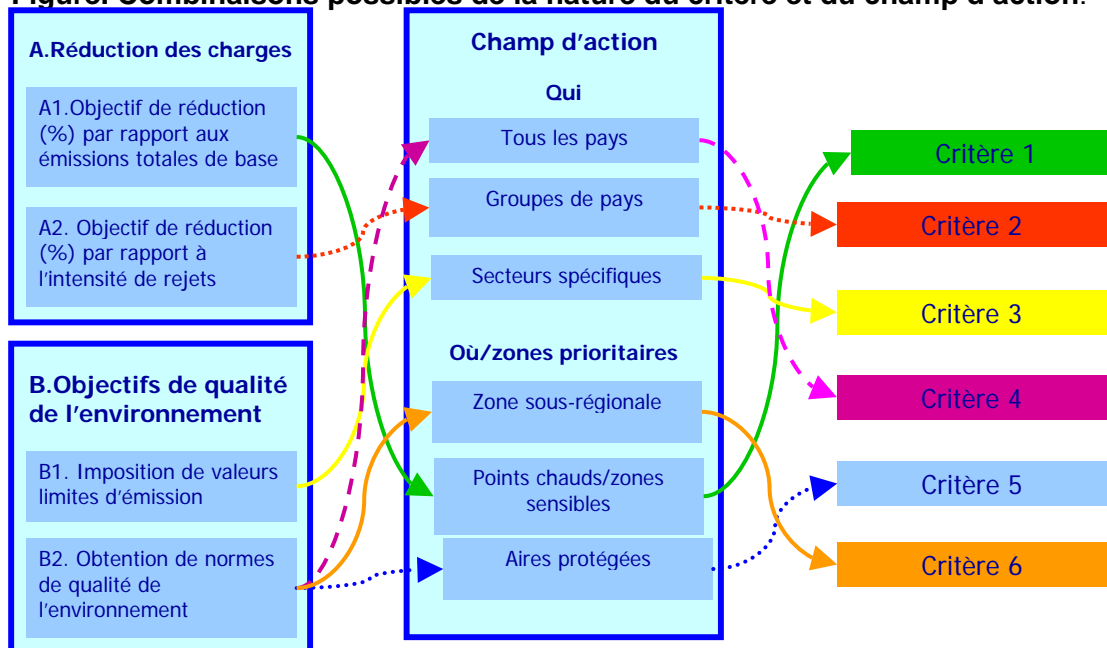 Figure. Combinaisons possibles de la nature du critère et du champ d'action.
A.Réduction des charges
A1.Objectif de réduction
(%) par rapport aux
émissions totales de base
A2. Objectif de réduction
(%) par rapport à
l'intensité de rejets
B.Objectifs de qualité
de l'environnement
B1. Imposition de valeurs
limites d'émission
B2. Obtention de normes
de qualité de
l'environnement
Champ d'action
Qui
Tous les pays
Groupes de pays
Secteurs spécifiques
Où/zones prioritaires
Zone sous-régionale
Points chauds/zones
sensibles
Aires protégées
Critère 1
Critère 2
Critère 3
Critère 4
Critère 5
Critère 6